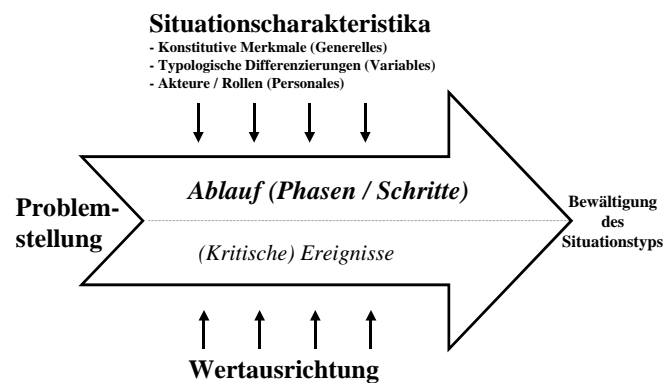 Situationscharakteristika
- Konstitutive Merkmale (Generelles)
- Typologische Differenzierungen (Variables)
- Akteure / Rollen (Personales)
Problem-
stellung
Ablauf (Phasen / Schritte)
(Kritische) Ereignisse
Bewältigung
des
Situationstyps
Wertausrichtung